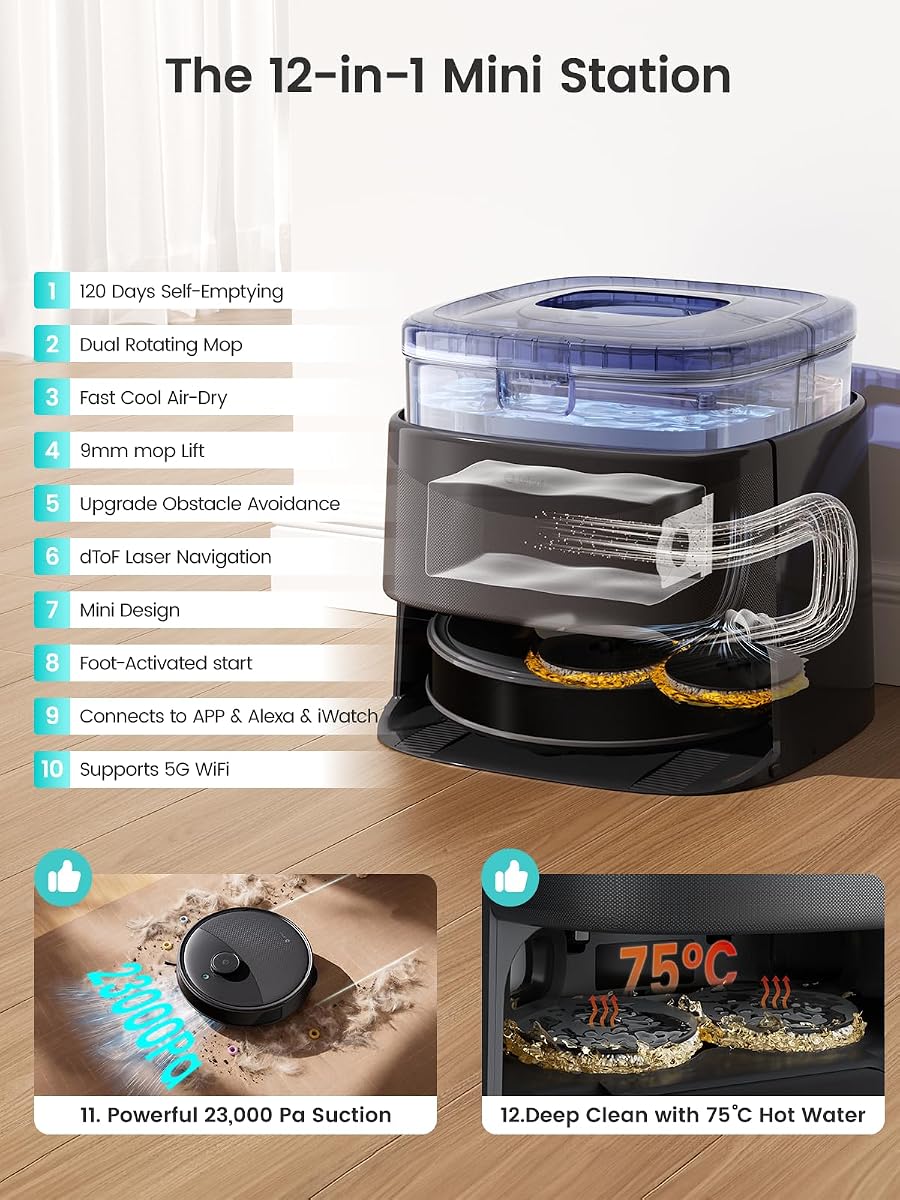 The 12-in-1 Mini Station
1 120 Days Self-Emptying
2 Dual Rotating Mop
3 Fast Cool Air-Dry
4 9mm mop Lift
5 Upgrade Obstacle Avoidance
6 dToF Laser Navigation
7 Mini Design
8 Foot-Activated start
9 Connects to APP & Alexa & iWatch
10 Supports 5G WiFi
23000Pa
75°C
11. Powerful 23,000 Pa Suction
12.Deep Clean with 75°C Hot Water